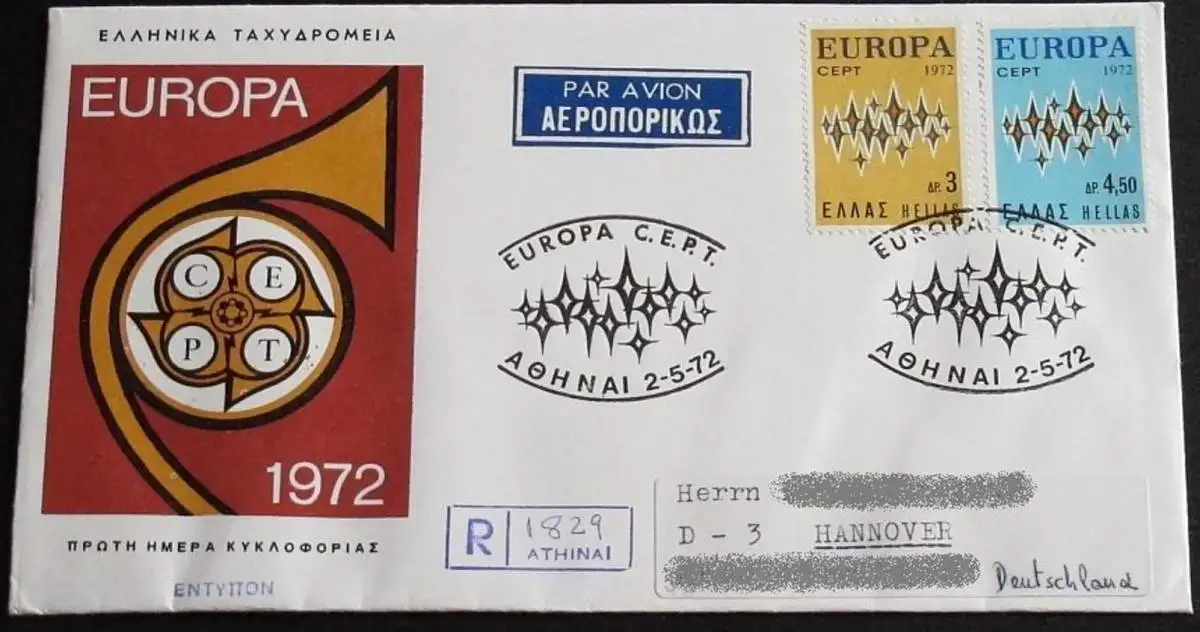 ΕΛΛΗΝΙΚΑ ΤΑΧΥΔΡΟΜΕΙΑ
EUROPA
C E
P T
1972
ΠΡΩΤΗ ΗΜΕΡΑ ΚΥΚΛΟΦΟΡΙΑΣ
ΕΝΤΥΠΟΝ
PAR AVION
ΑΕΡΟΠΟΡΙΚΩΣ
EUROPA
CEPT 1972
ΔΡ. 3
ΕΛΛΑΣ HELLAS
EUROPA
CEPT 1972
ΔΡ. 4,50
ΕΛΛΑΣ HELLAS
EUROPA C.E.P.T.
ΑΘΗΝΑΙ 2-5-72
EUROPA C.E.P.T.
ΑΘΗΝΑΙ 2-5-72
R 1829
ATHINAI
Herrn
D - 3 HANNOVER
Deutschland